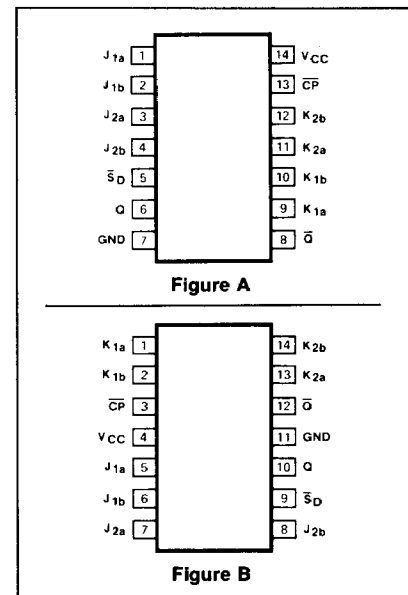 J1a 1 14 VCC
J1b 2 13 C̅P̅
J2a 3 12 K2b
J2b 4 11 K2a
S̅D 5 10 K1b
Q 6 9 K1a
GND 7 8 Q̅
Figure A
K1a 1 14 K2b
K1b 2 13 K2a
C̅P̅ 3 12 Q̅
VCC 4 11 GND
J1a 5 10 Q
J1b 6 9 S̅D
J2a 7 8 J2b
Figure B